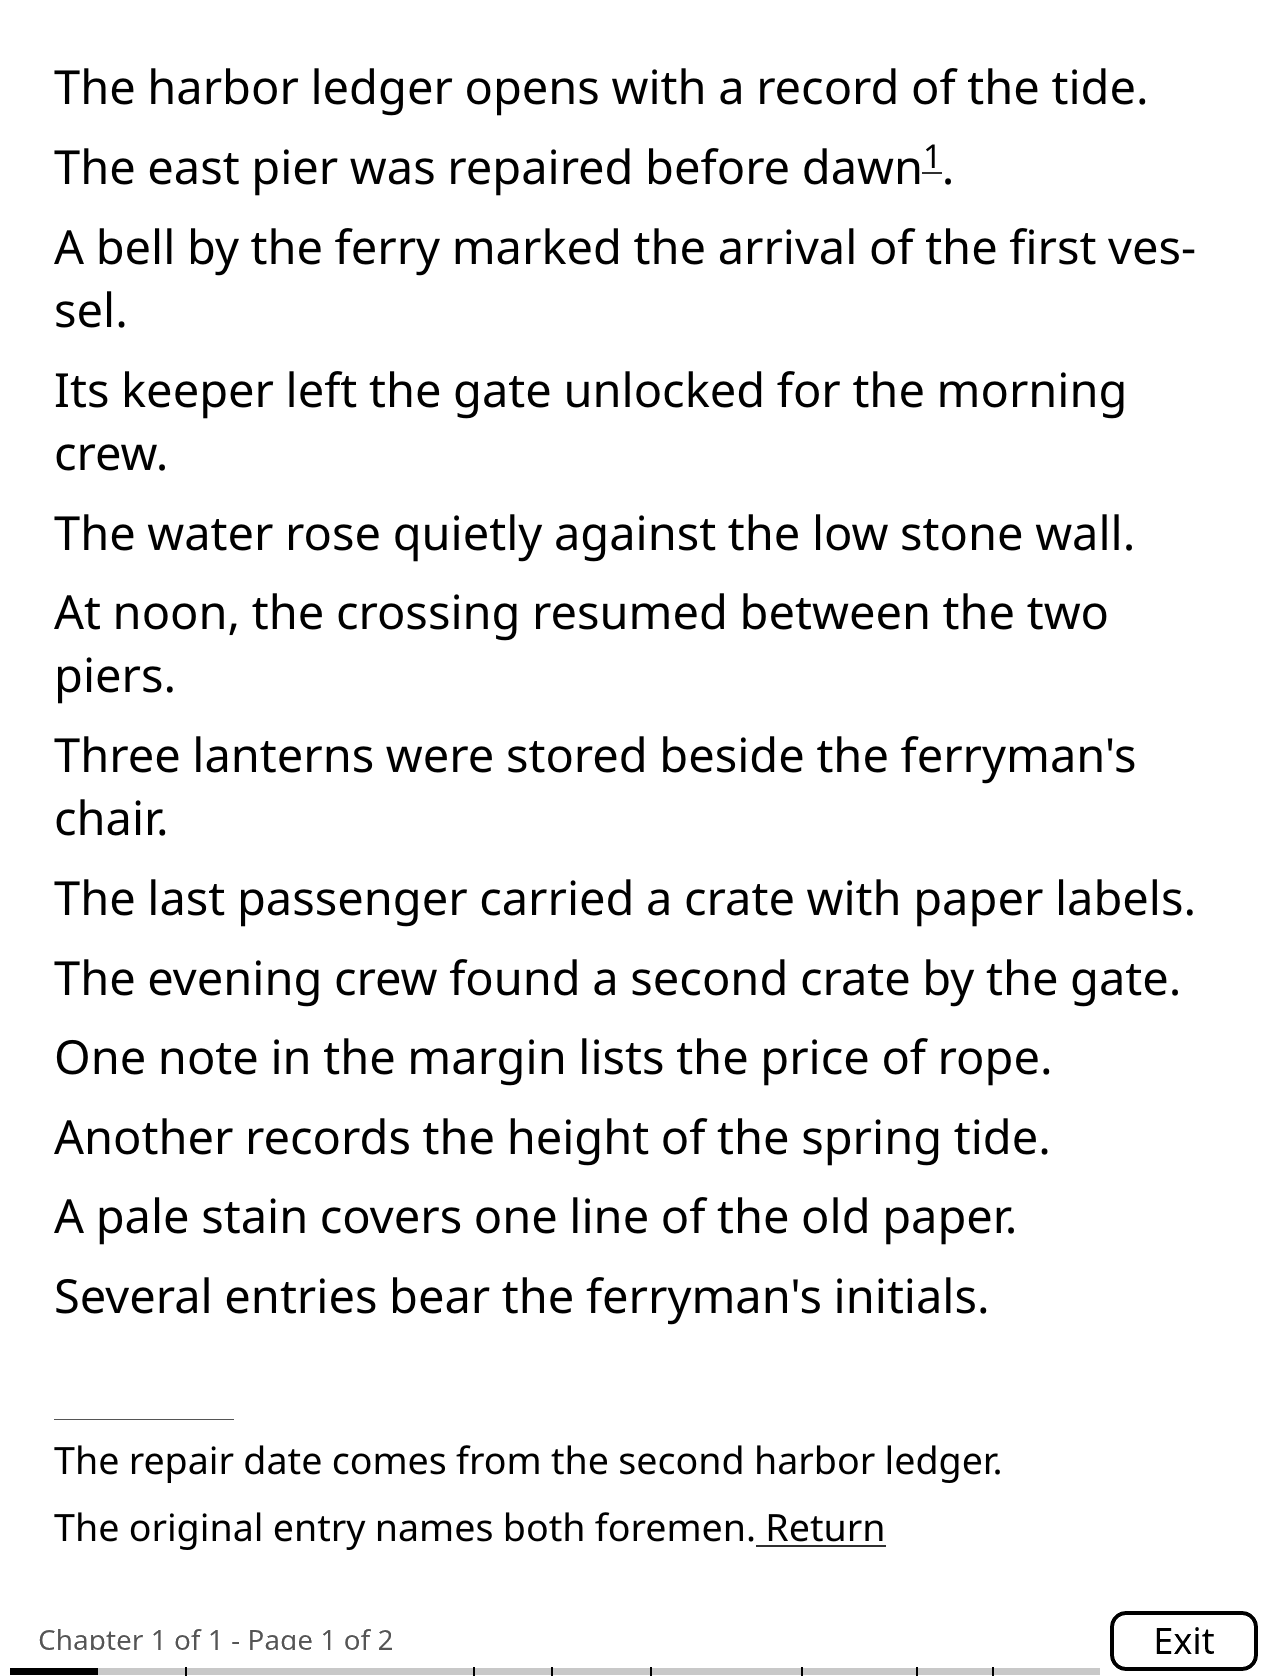 The harbor ledger opens with a record of the tide.
The east pier was repaired before dawn1.
A bell by the ferry marked the arrival of the first ves-
sel.
Its keeper left the gate unlocked for the morning
crew.
The water rose quietly against the low stone wall.
At noon, the crossing resumed between the two
piers.
Three lanterns were stored beside the ferryman's
chair.
The last passenger carried a crate with paper labels.
The evening crew found a second crate by the gate.
One note in the margin lists the price of rope.
Another records the height of the spring tide.
A pale stain covers one line of the old paper.
Several entries bear the ferryman's initials.
The repair date comes from the second harbor ledger.
The original entry names both foremen. Return
Chapter 1 of 1 - Page 1 of 2
Exit